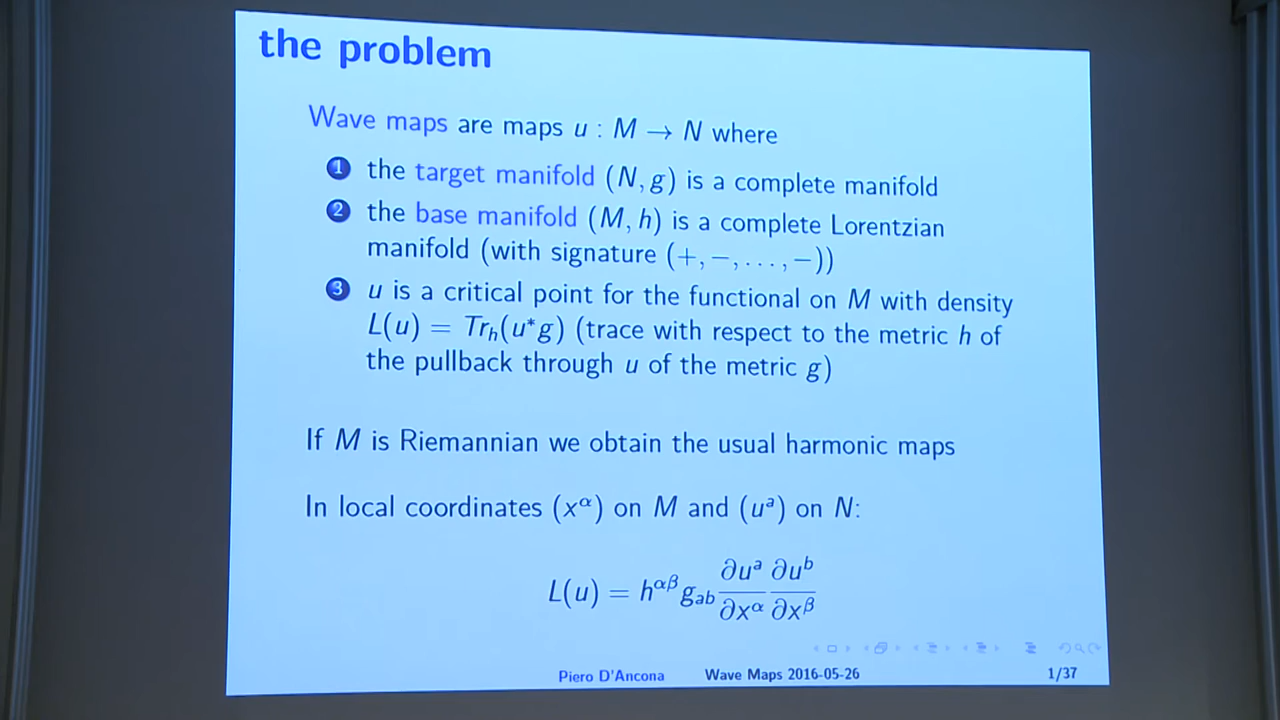 the problem
Wave maps are maps u : M → N where
1 the target manifold (N, g) is a complete manifold
2 the base manifold (M, h) is a complete Lorentzian
manifold (with signature (+, −, . . . , −))
3 u is a critical point for the functional on M with density
L(u) = Tr_h(u*g) (trace with respect to the metric h of
the pullback through u of the metric g)
If M is Riemannian we obtain the usual harmonic maps
In local coordinates (x^α) on M and (u^a) on N:
L(u) = h^{αβ} g_{ab} ∂u^a/∂x^α ∂u^b/∂x^β
Piero D'Ancona Wave Maps 2016-05-26 1/37